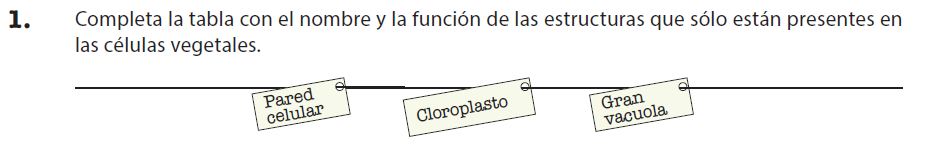 1. Completa la tabla con el nombre y la función de las estructuras que sólo están presentes en
las células vegetales.
Pared
celular
Cloroplasto
Gran
vacuola